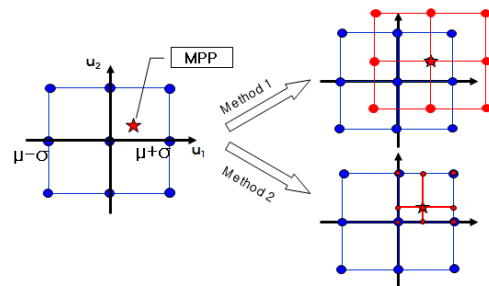 u2
MPP
μ−σ
μ+σ
u1
Method 1
Method 2